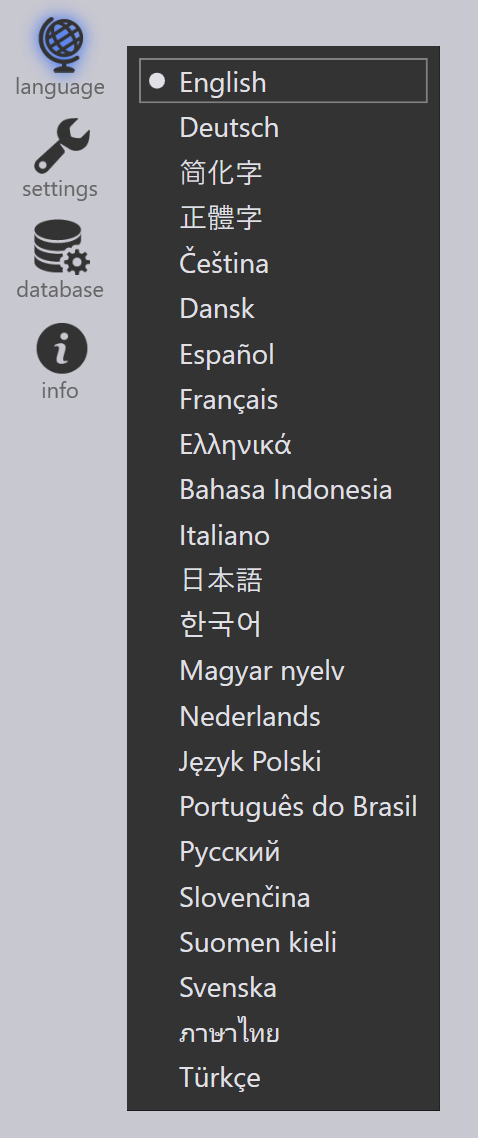 language
settings
database
info
English
Deutsch
简化字
正體字
Čeština
Dansk
Español
Français
Ελληνικά
Bahasa Indonesia
Italiano
日本語
한국어
Magyar nyelv
Nederlands
Język Polski
Português do Brasil
Русский
Slovenčina
Suomen kieli
Svenska
ภาษาไทย
Türkçe